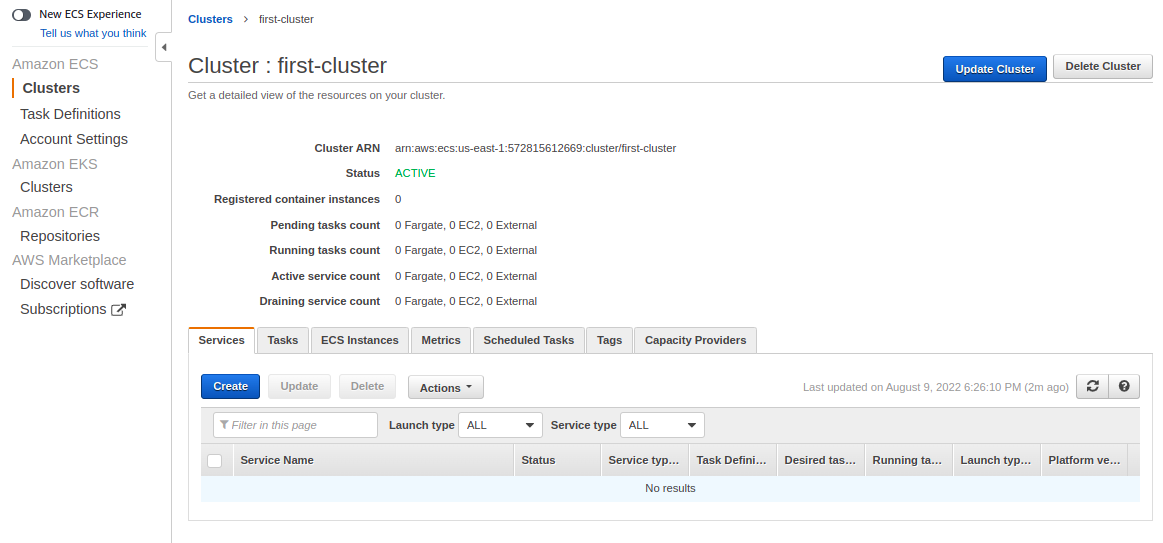 New ECS Experience
Tell us what you think
Amazon ECS
Clusters
Task Definitions
Account Settings
Amazon EKS
Clusters
Amazon ECR
Repositories
AWS Marketplace
Discover software
Subscriptions
Clusters > first-cluster
Cluster : first-cluster
Update Cluster Delete Cluster
Get a detailed view of the resources on your cluster.
Cluster ARN arn:aws:ecs:us-east-1:572815612669:cluster/first-cluster
Status ACTIVE
Registered container instances 0
Pending tasks count 0 Fargate, 0 EC2, 0 External
Running tasks count 0 Fargate, 0 EC2, 0 External
Active service count 0 Fargate, 0 EC2, 0 External
Draining service count 0 Fargate, 0 EC2, 0 External
Services Tasks ECS Instances Metrics Scheduled Tasks Tags Capacity Providers
Create Update Delete Actions Last updated on August 9, 2022 6:26:10 PM (2m ago)
Filter in this page Launch type ALL Service type ALL
Service Name Status Service typ... Task Defini... Desired tas... Running ta... Launch typ... Platform ve...
No results